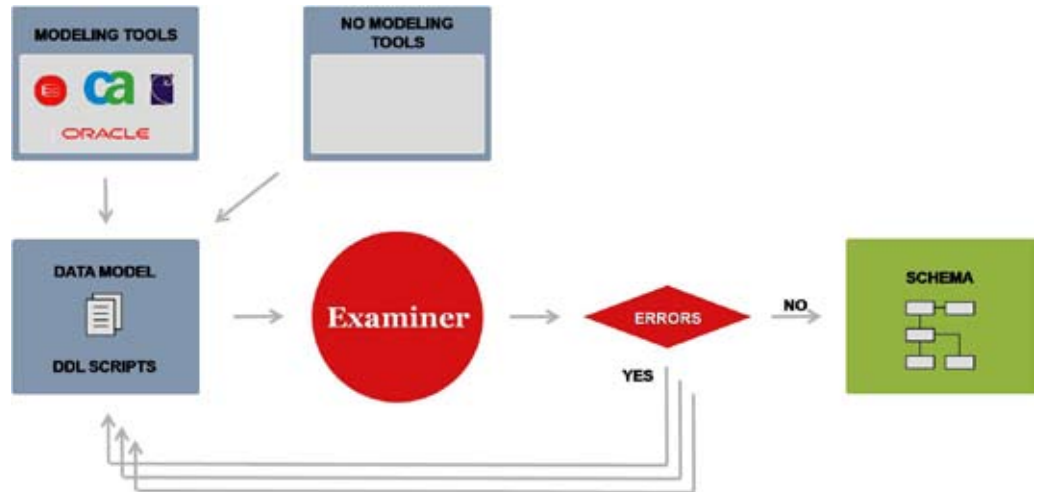 MODELING TOOLS
ca
ORACLE
NO MODELING
TOOLS
DATA MODEL
DDL SCRIPTS
Examiner
ERRORS
NO
YES
SCHEMA